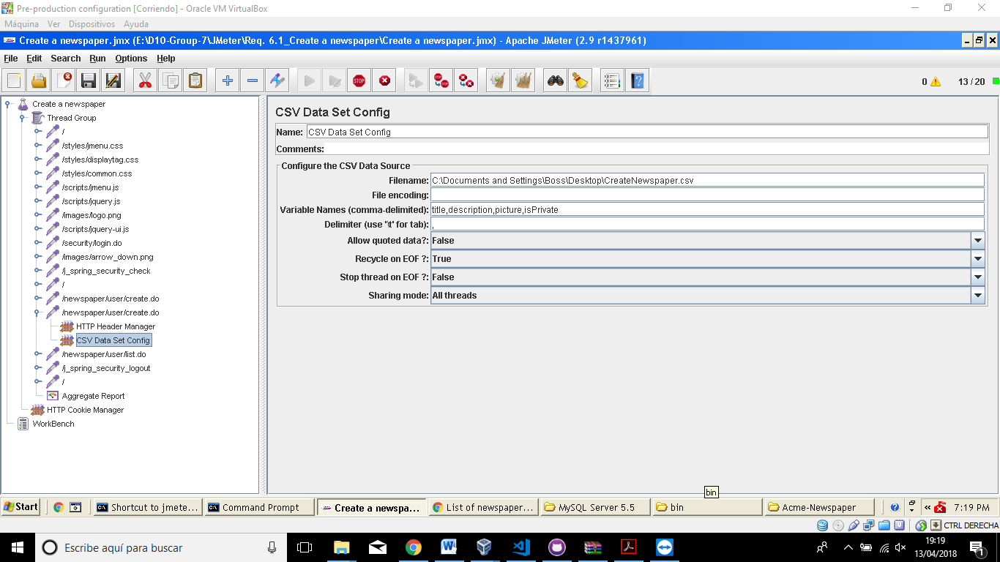 Pre-production configuration [Corriendo] - Oracle VM VirtualBox
Máquina Ver Dispositivos Ayuda
Create a newspaper.jmx (E:\D10-Group-7\JMeter\Req. 6.1_Create a newspaper\Create a newspaper.jmx) - Apache JMeter (2.9 r1437961)
File Edit Search Run Options Help
STOP
0 13 / 20
Create a newspaper
Thread Group
/
/styles/jmenu.css
/styles/displaytag.css
/styles/common.css
/scripts/jmenu.js
/scripts/jquery.js
/images/logo.png
/scripts/jquery-ui.js
/security/login.do
/images/arrow_down.png
/j_spring_security_check
/
/newspaper/user/create.do
/newspaper/user/create.do
HTTP Header Manager
CSV Data Set Config
/newspaper/user/list.do
/j_spring_security_logout
/
Aggregate Report
HTTP Cookie Manager
WorkBench
CSV Data Set Config
Name: CSV Data Set Config
Comments:
Configure the CSV Data Source
Filename: C:\Documents and Settings\Boss\Desktop\CreateNewspaper.csv
File encoding:
Variable Names (comma-delimited): title,description,picture,isPrivate
Delimiter (use '\t' for tab): ,
Allow quoted data?: False
Recycle on EOF ?: True
Stop thread on EOF ?: False
Sharing mode: All threads
bin
Start Shortcut to jmete... Command Prompt Create a newspa... List of newspaper... MySQL Server 5.5 bin Acme-Newspaper « 7:19 PM
CTRL DERECHA
Escribe aquí para buscar
19:19
13/04/2018
1